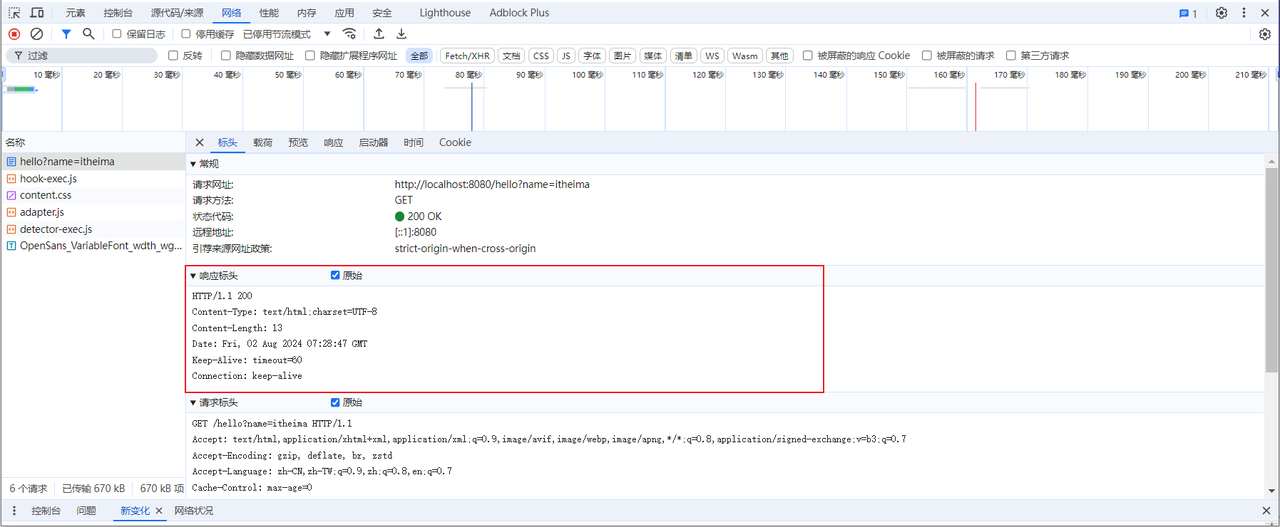 元素 控制台 源代码/来源 网络 性能 内存 应用 安全 Lighthouse Adblock Plus 1
保留日志 停用缓存 已停用节流模式
过滤 反转 隐藏数据网址 隐藏扩展程序网址 全部 Fetch/XHR 文档 CSS JS 字体 图片 媒体 清单 WS Wasm 其他 被屏蔽的响应 Cookie 被屏蔽的请求 第三方请求
10 毫秒 20 毫秒 30 毫秒 40 毫秒 50 毫秒 60 毫秒 70 毫秒 80 毫秒 90 毫秒 100 毫秒 110 毫秒 120 毫秒 130 毫秒 140 毫秒 150 毫秒 160 毫秒 170 毫秒 180 毫秒 190 毫秒 200 毫秒 210 毫秒
名称
hello?name=itheima
hook-exec.js
content.css
adapter.js
detector-exec.js
OpenSans_VariableFont_wdth_wg...
6 个请求 已传输 670 kB 670 kB 项
标头 载荷 预览 响应 启动器 时间 Cookie
常规
请求网址: http://localhost:8080/hello?name=itheima
请求方法: GET
状态代码: 200 OK
远程地址: [::1]:8080
引荐来源网址政策: strict-origin-when-cross-origin
响应标头 原始
HTTP/1.1 200
Content-Type: text/html;charset=UTF-8
Content-Length: 13
Date: Fri, 02 Aug 2024 07:28:47 GMT
Keep-Alive: timeout=60
Connection: keep-alive
请求标头 原始
GET /hello?name=itheima HTTP/1.1
Accept: text/html,application/xhtml+xml,application/xml;q=0.9,image/avif,image/webp,image/apng,*/*;q=0.8,application/signed-exchange;v=b3;q=0.7
Accept-Encoding: gzip, deflate, br, zstd
Accept-Language: zh-CN,zh-TW;q=0.9,zh;q=0.8,en;q=0.7
Cache-Control: max-age=0
控制台 问题 新变化 网络状况